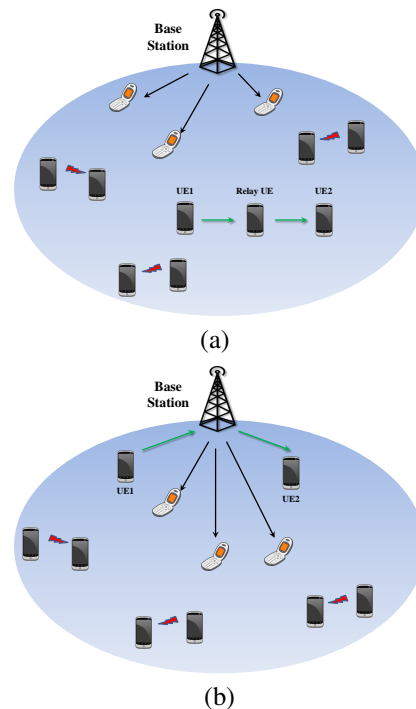 Base
Station
UE1 Relay UE UE2
(a)
Base
Station
UE1 UE2
(b)